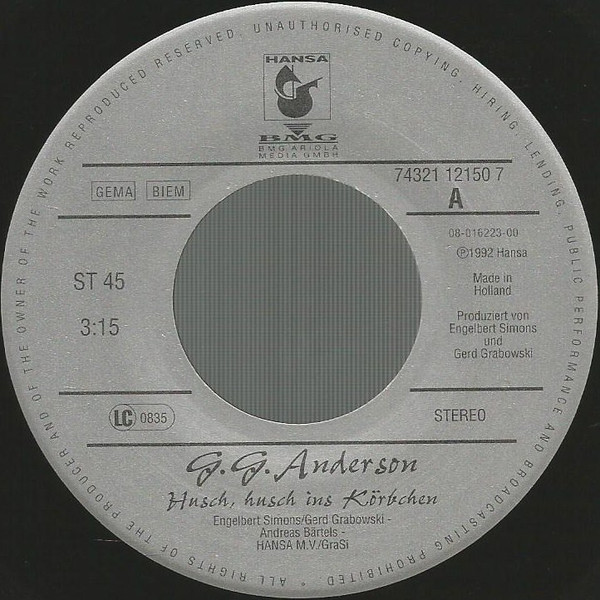 ALL RIGHTS OF THE PRODUCER AND OF THE OWNER OF THE WORK REPRODUCED RESERVED. UNAUTHORISED COPYING, HIRING, LENDING, PUBLIC PERFORMANCE AND BROADCASTING PROHIBITED *
HANSA
BMG
BMG ARIOLA
MEDIA GMBH
74321 12150 7
A
GEMA BIEM
08-016223-00
℗1992 Hansa
ST 45
Made in
Holland
3:15
Produziert von
Engelbert Simons
und
Gerd Grabowski
LC 0835
STEREO
G.G. Anderson
Husch, husch ins Körbchen
Engelbert Simons/Gerd Grabowski -
Andreas Bärtels -
HANSA M.V./GraSi